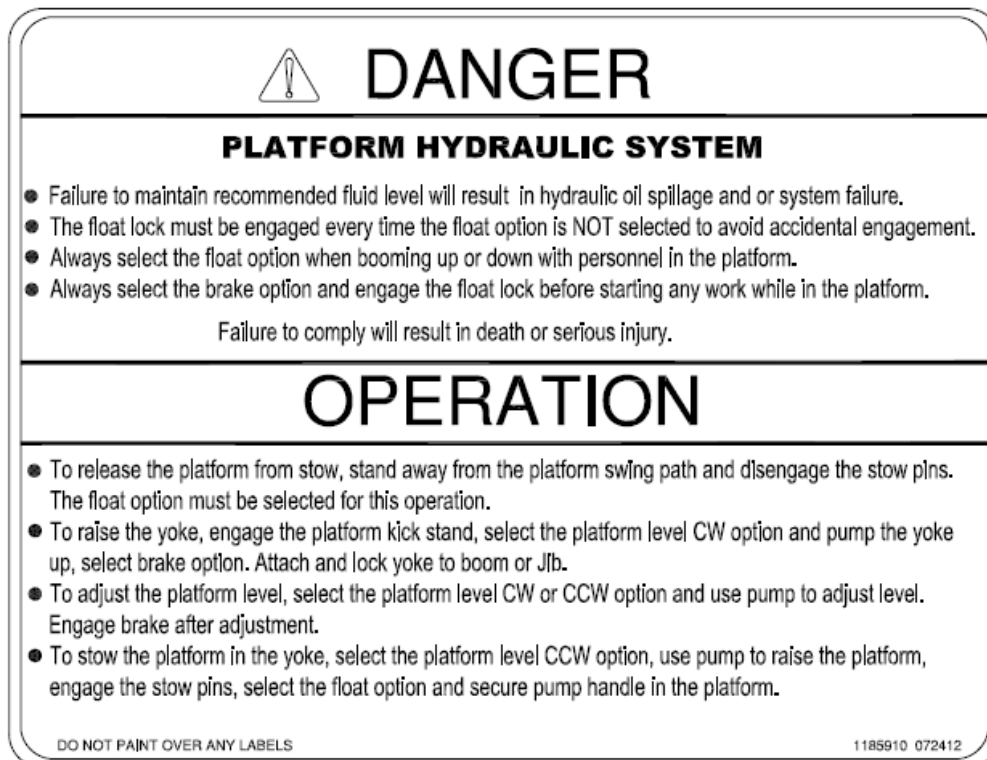 DANGER
PLATFORM HYDRAULIC SYSTEM
● Failure to maintain recommended fluid level will result in hydraulic oil spillage and or system failure.
● The float lock must be engaged every time the float option is NOT selected to avoid accidental engagement.
● Always select the float option when booming up or down with personnel in the platform.
● Always select the brake option and engage the float lock before starting any work while in the platform.
Failure to comply will result in death or serious injury.
OPERATION
● To release the platform from stow, stand away from the platform swing path and disengage the stow pins.
The float option must be selected for this operation.
● To raise the yoke, engage the platform kick stand, select the platform level CW option and pump the yoke
up, select brake option. Attach and lock yoke to boom or Jib.
● To adjust the platform level, select the platform level CW or CCW option and use pump to adjust level.
Engage brake after adjustment.
● To stow the platform in the yoke, select the platform level CCW option, use pump to raise the platform,
engage the stow pins, select the float option and secure pump handle in the platform.
DO NOT PAINT OVER ANY LABELS
1185910 072412